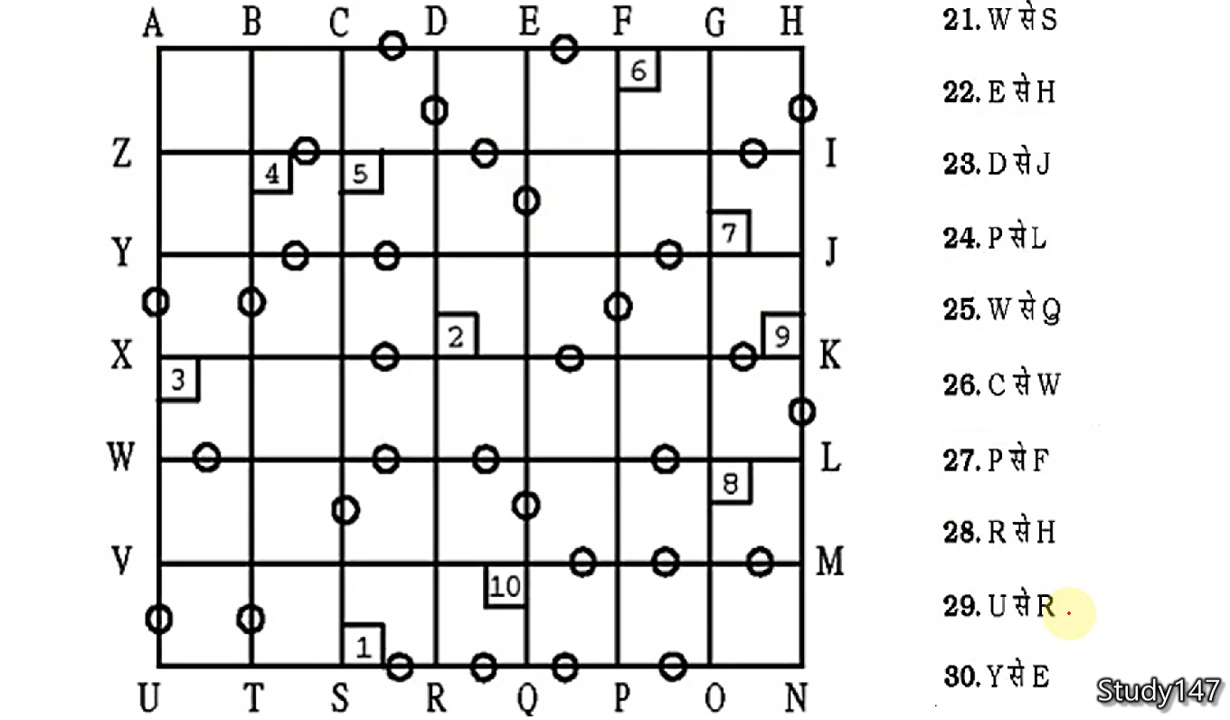 A B C D E F G H
21. W से S
6
22. E से H
Z I
4 5
23. D से J
7
Y J
24. P से L
2 9
25. W से Q
X K
3
26. C से W
W L
27. P से F
8
28. R से H
V M
10
29. U से R
1
30. Y से E
U T S R Q P O N
Study147